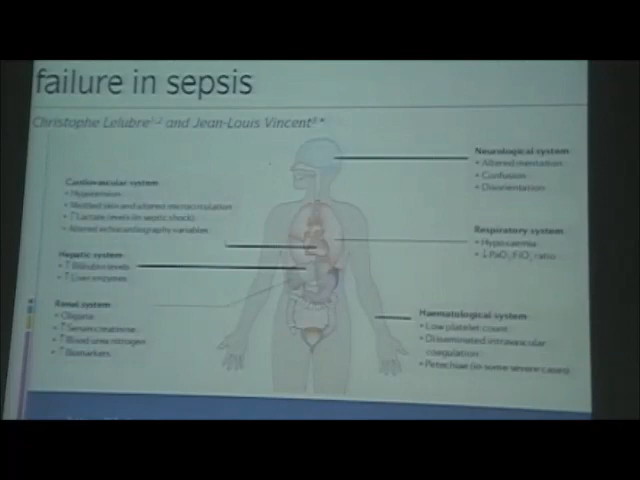 failure in sepsis
Christophe Lelubre and Jean-Louis Vincent
Cardiovascular system
• Hypotension
• Mottled skin and altered microcirculation
• ↑ Lactate levels (in septic shock)
• Altered echocardiography variables
Hepatic system
• ↑ Bilirubin levels
• ↑ Liver enzymes
Renal system
• Oliguria
• ↑ Serum creatinine
• ↑ Blood urea nitrogen
• ↑ Biomarkers
Neurological system
• Altered mentation
• Confusion
• Disorientation
Respiratory system
• Hypoxaemia
• ↓ PaO₂:FIO₂ ratio
Haematological system
• Low platelet count
• Disseminated intravascular
coagulation
• Petechiae (in some severe cases)